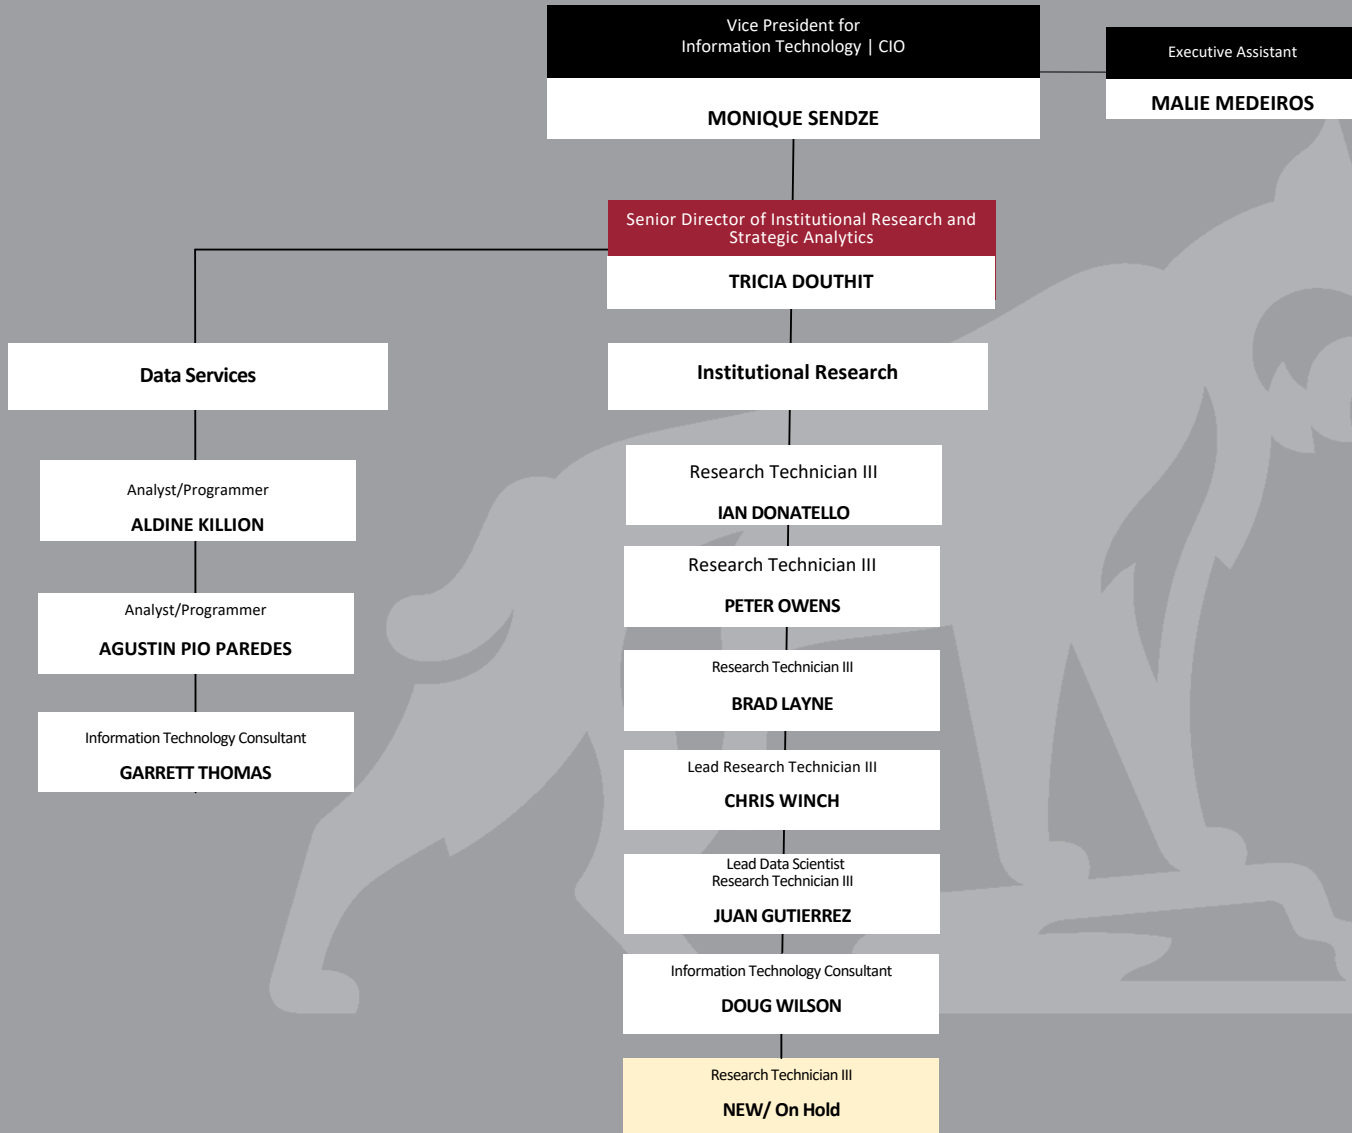 Vice President for
Information Technology | CIO
MONIQUE SENDZE
Executive Assistant
MALIE MEDEIROS
Senior Director of Institutional Research and
Strategic Analytics
TRICIA DOUTHIT
Data Services
Analyst/Programmer
ALDINE KILLION
Analyst/Programmer
AGUSTIN PIO PAREDES
Information Technology Consultant
GARRETT THOMAS
Institutional Research
Research Technician III
IAN DONATELLO
Research Technician III
PETER OWENS
Research Technician III
BRAD LAYNE
Lead Research Technician III
CHRIS WINCH
Lead Data Scientist
Research Technician III
JUAN GUTIERREZ
Information Technology Consultant
DOUG WILSON
Research Technician III
NEW/ On Hold